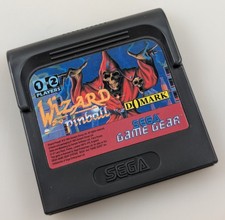 1-2
PLAYERS
WIZARD
pinball
DOMARK
SEGA
GAME GEAR
SEGA